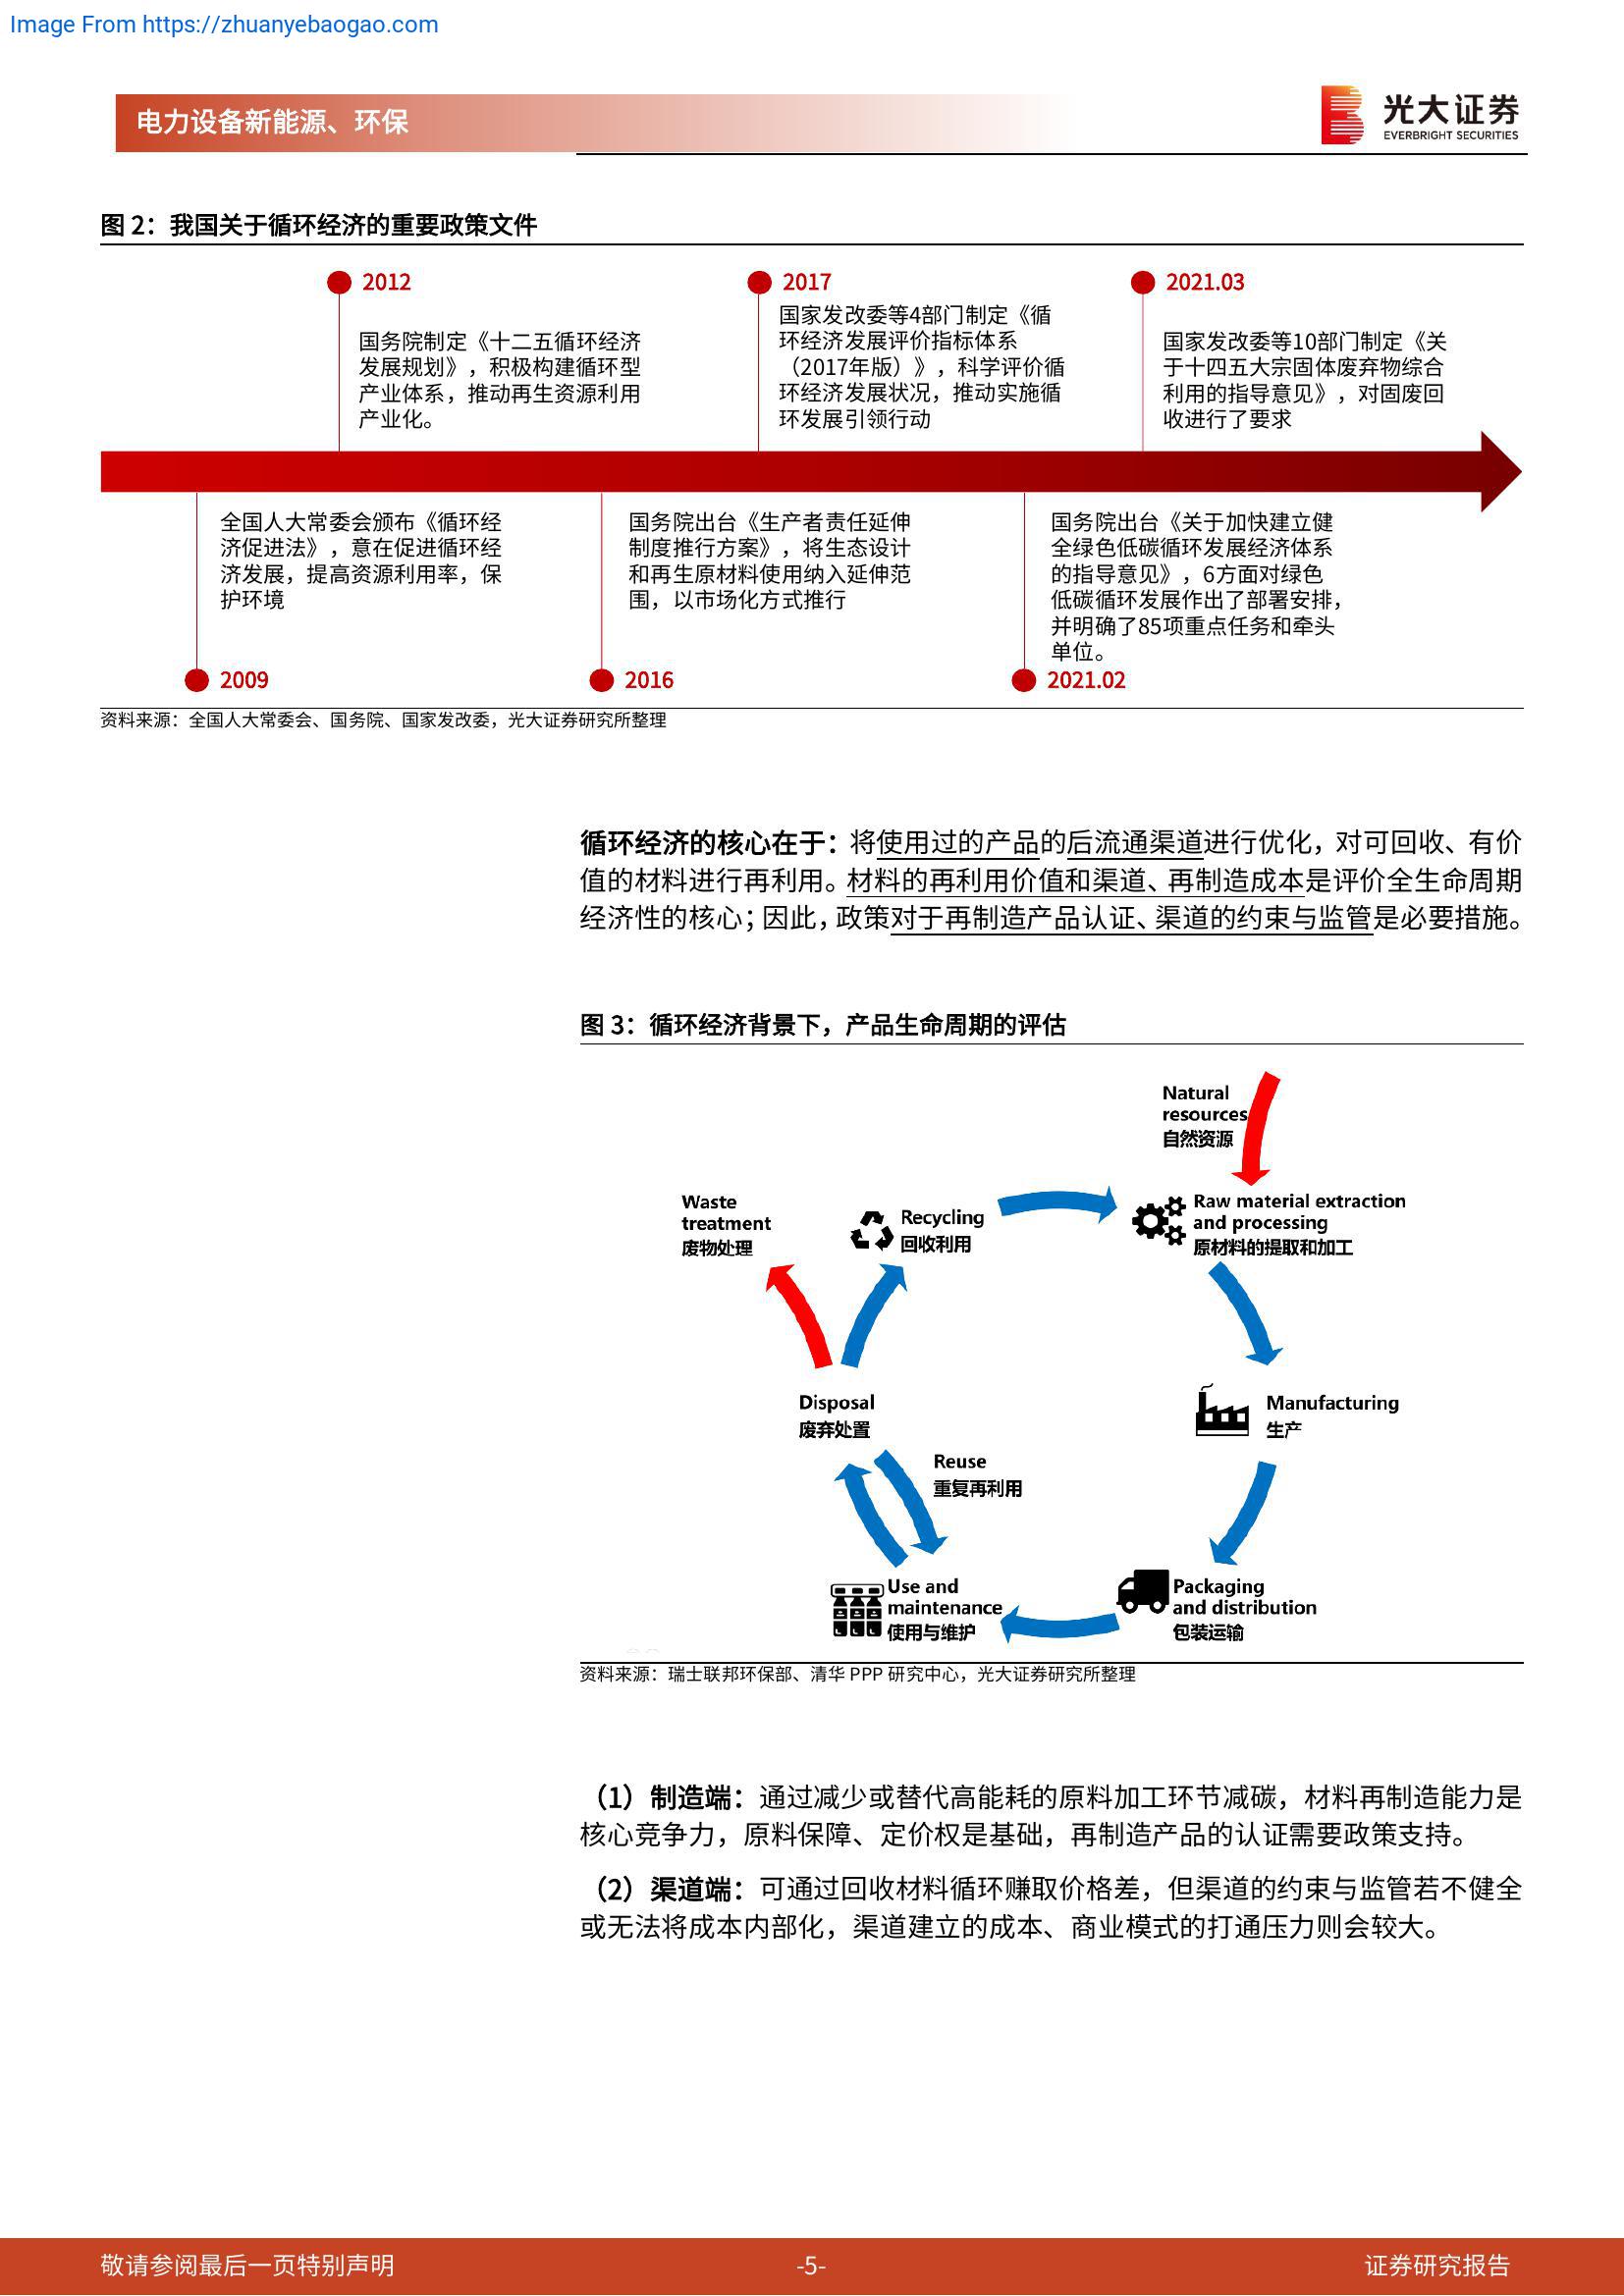 Image From https://zhuanyebaogao.com
电力设备新能源、环保
光大证券
EVERBRIGHT SECURITIES
图 2：我国关于循环经济的重要政策文件
2012
国务院制定《十二五循环经济
发展规划》，积极构建循环型
产业体系，推动再生资源利用
产业化。
2017
国家发改委等4部门制定《循
环经济发展评价指标体系
（2017年版）》，科学评价循
环经济发展状况，推动实施循
环发展引领行动
2021.03
国家发改委等10部门制定《关
于十四五大宗固体废弃物综合
利用的指导意见》，对固废回
收进行了要求
全国人大常委会颁布《循环经
济促进法》，意在促进循环经
济发展，提高资源利用率，保
护环境
2009
国务院出台《生产者责任延伸
制度推行方案》，将生态设计
和再生原材料使用纳入延伸范
围，以市场化方式推行
2016
国务院出台《关于加快建立健
全绿色低碳循环发展经济体系
的指导意见》，6方面对绿色
低碳循环发展作出了部署安排，
并明确了85项重点任务和牵头
单位。
2021.02
资料来源：全国人大常委会、国务院、国家发改委，光大证券研究所整理
循环经济的核心在于：将使用过的产品的后流通渠道进行优化，对可回收、有价
值的材料进行再利用。材料的再利用价值和渠道、再制造成本是评价全生命周期
经济性的核心；因此，政策对于再制造产品认证、渠道的约束与监管是必要措施。
图 3：循环经济背景下，产品生命周期的评估
Natural
resources
自然资源
Waste
treatment
废物处理
Recycling
回收利用
Raw material extraction
and processing
原材料的提取和加工
Disposal
废弃处置
Manufacturing
生产
Reuse
重复再利用
Use and
maintenance
使用与维护
Packaging
and distribution
包装运输
资料来源：瑞士联邦环保部、清华 PPP 研究中心，光大证券研究所整理
（1）制造端：通过减少或替代高能耗的原料加工环节减碳，材料再制造能力是
核心竞争力，原料保障、定价权是基础，再制造产品的认证需要政策支持。
（2）渠道端：可通过回收材料循环赚取价格差，但渠道的约束与监管若不健全
或无法将成本内部化，渠道建立的成本、商业模式的打通压力则会较大。
敬请参阅最后一页特别声明
-5-
证券研究报告